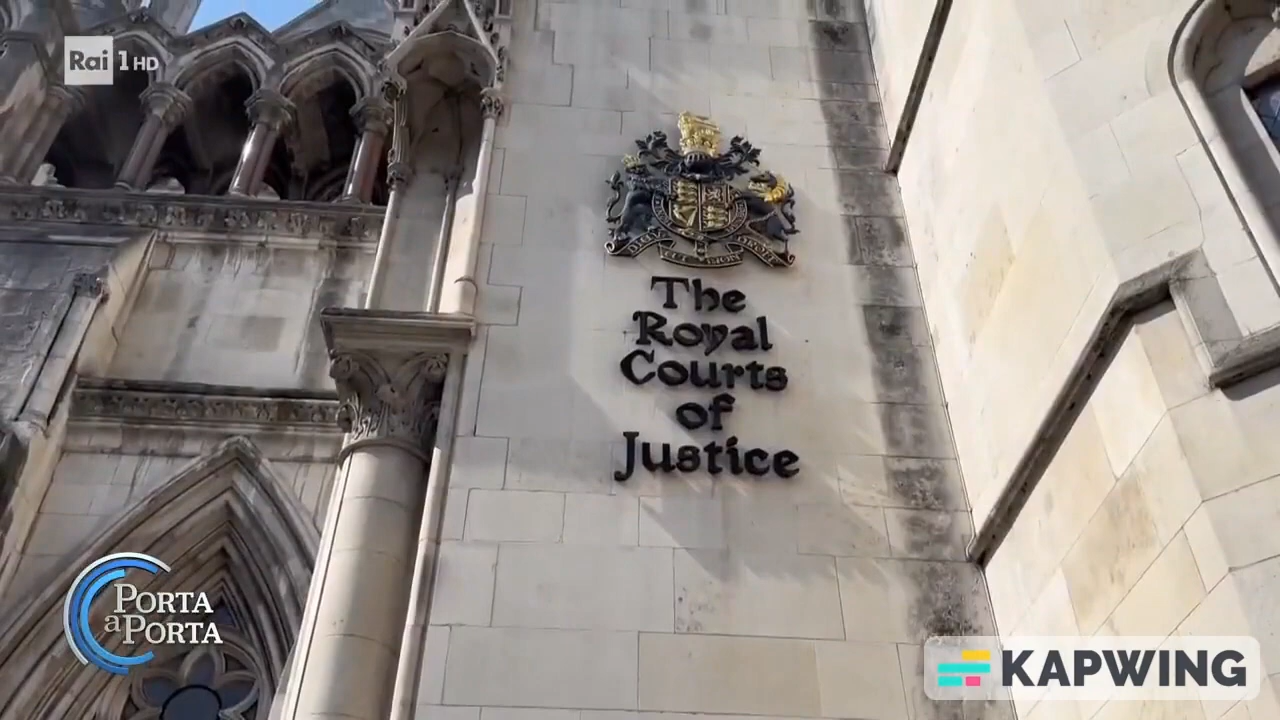 Rai 1 HD
The
Royal
Courts
of
Justice
PORTA
a PORTA
KAPWING